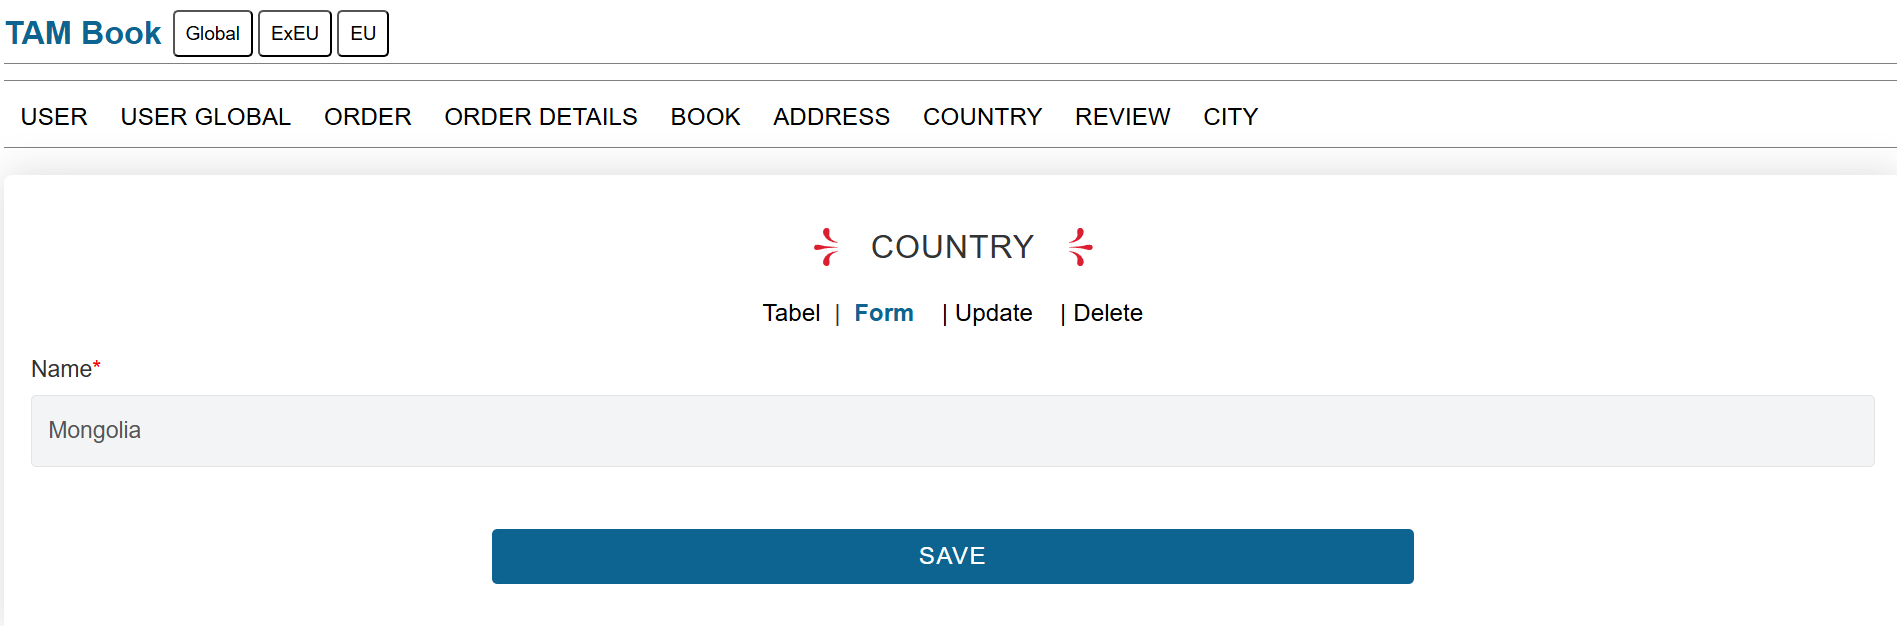 TAM Book Global ExEU EU
USER USER GLOBAL ORDER ORDER DETAILS BOOK ADDRESS COUNTRY REVIEW CITY
COUNTRY
Tabel | Form | Update | Delete
Name*
Mongolia
SAVE